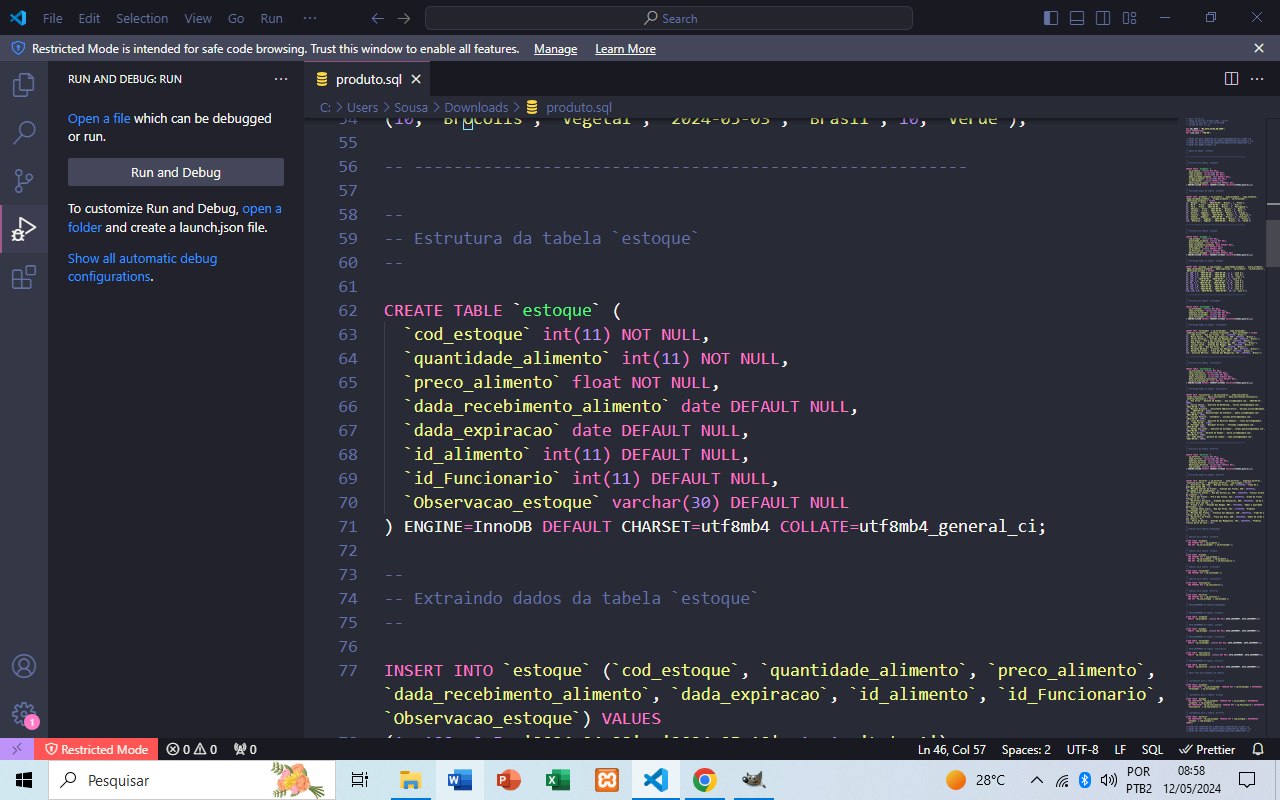 File Edit Selection View Go Run ··· Search
Restricted Mode is intended for safe code browsing. Trust this window to enable all features. Manage Learn More
RUN AND DEBUG: RUN ···
Open a file which can be debugged
or run.
Run and Debug
To customize Run and Debug, open a
folder and create a launch.json file.
Show all automatic debug
configurations.
produto.sql
C: > Users > Sousa > Downloads > produto.sql
54 (10, 'Brócolis', 'Vegetal', '2024-05-03', 'Brasil', 10, 'Verde');
55
56 -- --------------------------------------------------------
57
58 --
59 -- Estrutura da tabela `estoque`
60 --
61
62 CREATE TABLE `estoque` (
63 `cod_estoque` int(11) NOT NULL,
64 `quantidade_alimento` int(11) NOT NULL,
65 `preco_alimento` float NOT NULL,
66 `dada_recebimento_alimento` date DEFAULT NULL,
67 `dada_expiracao` date DEFAULT NULL,
68 `id_alimento` int(11) DEFAULT NULL,
69 `id_Funcionario` int(11) DEFAULT NULL,
70 `Observacao_estoque` varchar(30) DEFAULT NULL
71 ) ENGINE=InnoDB DEFAULT CHARSET=utf8mb4 COLLATE=utf8mb4_general_ci;
72
73 --
74 -- Extraindo dados da tabela `estoque`
75 --
76
77 INSERT INTO `estoque` (`cod_estoque`, `quantidade_alimento`, `preco_alimento`,
`dada_recebimento_alimento`, `dada_expiracao`, `id_alimento`, `id_Funcionario`,
`Observacao_estoque`) VALUES
1
Restricted Mode 0 0 0 Ln 46, Col 57 Spaces: 2 UTF-8 LF SQL Prettier
Pesquisar
28°C
POR
PTB2
08:58
12/05/2024